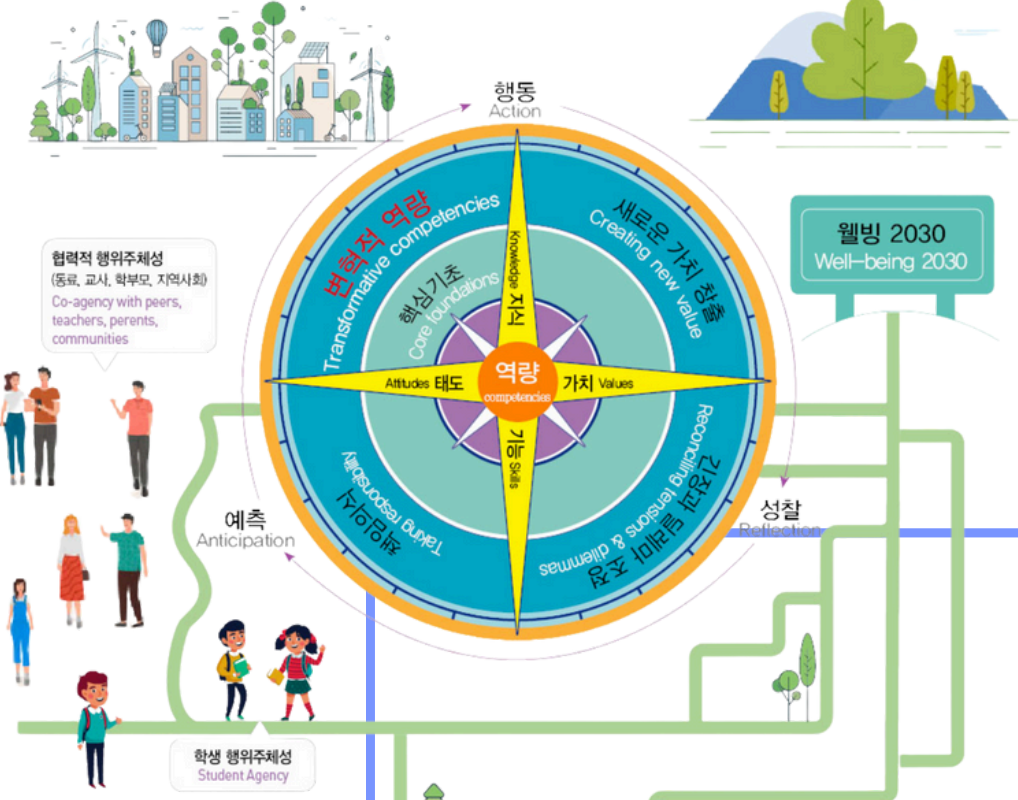 행동
Action
변혁적 역량
Transformative competencies
새로운 가치 창출
Creating new value
웰빙 2030
Well-being 2030
협력적 행위주체성
(동료, 교사, 학부모, 지역사회)
Co-agency with peers,
teachers, perents,
communities
핵심기초
Core foundations
Knowledge 지식
Attitudes 태도
역량
competencies
가치 Values
기능 Skills
책임의식
Taking responsibility
Reconciling tensions & dilemmas
긴장과 딜레마 조정
예측
Anticipation
성찰
Reflection
학생 행위주체성
Student Agency